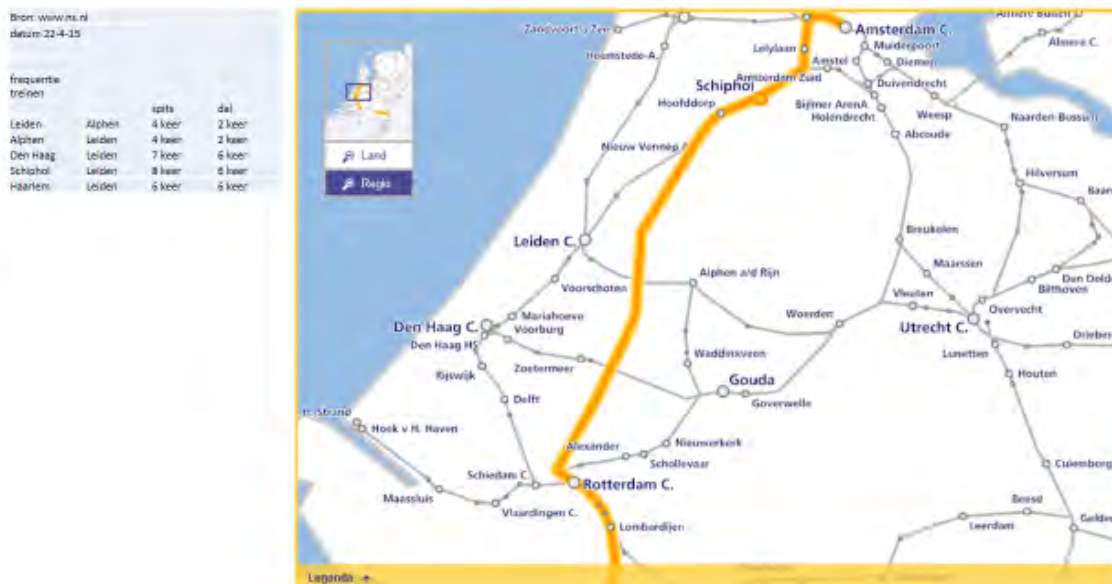 Bron: www.ns.nl
datum 22-4-15
frequentie
treinen
spits dal
Leiden Alphen 4 keer 2 keer
Alphen Leiden 4 keer 2 keer
Den Haag Leiden 7 keer 6 keer
Schiphol Leiden 8 keer 6 keer
Haarlem Leiden 6 keer 6 keer
Land
Regio
Zandvoort a Zee
Heemstede-A.
Amsterdam C.
Lelylaan
Muiderpoort
Amstel
Diemen
Amsterdam Zuid
Duivendrecht
Schiphol
Hoofddorp
Bijlmer ArenA
Holendrecht
Weesp
Almere C.
Abcoude
Naarden-Bussum
Nieuw Vennep
Hilversum
Baar
Leiden C.
Breukelen
Maarssen
Alphen a/d Rijn
Voorschoten
Vleuten
Den Dolde
Bilthoven
Overvecht
Den Haag C.
Mariahoeve
Voorburg
Woerden
Utrecht C.
Den Haag HS
Lunetten
Drieber
Zoetermeer
Waddinxveen
Rijswijk
Gouda
Houten
Delft
Goverwelle
H. Strand
Hoek v H. Haven
Alexander
Nieuwerkerk
Schollevaar
Culemborg
Schiedam C.
Rotterdam C.
Maassluis
Vlaardingen C.
Lombardijen
Beesd
Leerdam
Gelder
Legenda